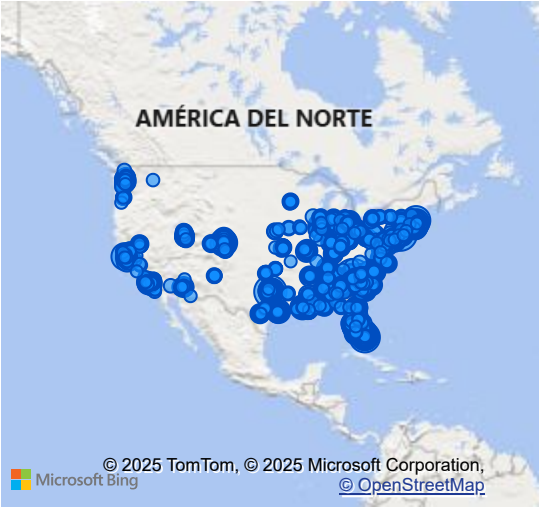 AMÉRICA DEL NORTE
© 2025 TomTom, © 2025 Microsoft Corporation,
Microsoft Bing
© OpenStreetMap